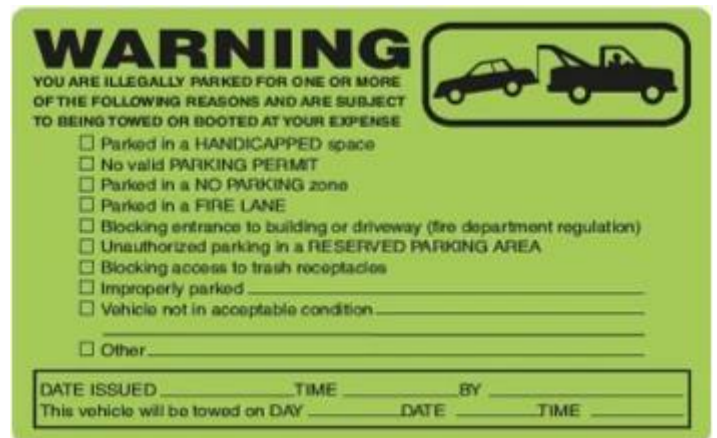 WARNING
YOU ARE ILLEGALLY PARKED FOR ONE OR MORE
OF THE FOLLOWING REASONS AND ARE SUBJECT
TO BEING TOWED OR BOOTED AT YOUR EXPENSE
Parked in a HANDICAPPED space
No valid PARKING PERMIT
Parked in a NO PARKING zone
Parked in a FIRE LANE
Blocking entrance to building or driveway (fire department regulation)
Unauthorized parking in a RESERVED PARKING AREA
Blocking access to trash receptacles
Improperly parked
Vehicle not in acceptable condition
Other
DATE ISSUED TIME BY
This vehicle will be towed on DAY DATE TIME